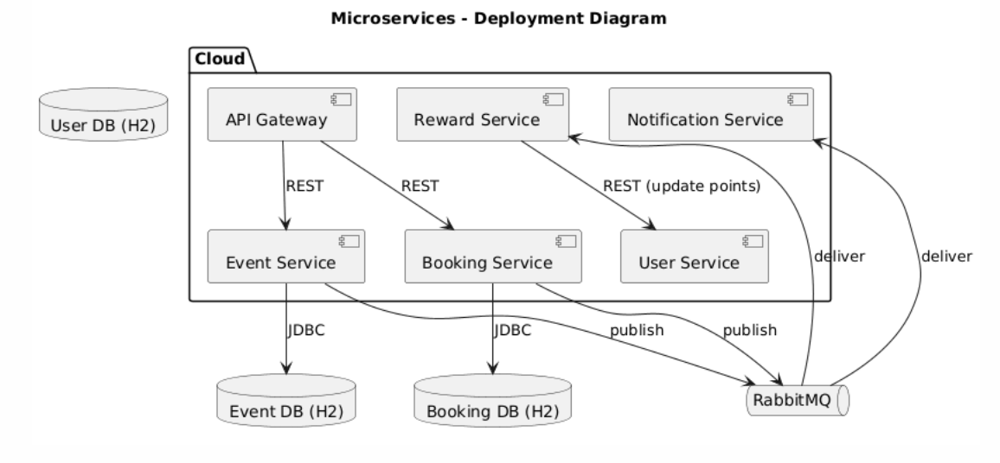 Microservices - Deployment Diagram
Cloud
User DB (H2)
API Gateway
Reward Service
Notification Service
REST
REST
REST (update points)
Event Service
Booking Service
User Service
deliver
deliver
JDBC
JDBC
publish
publish
Event DB (H2)
Booking DB (H2)
RabbitMQ